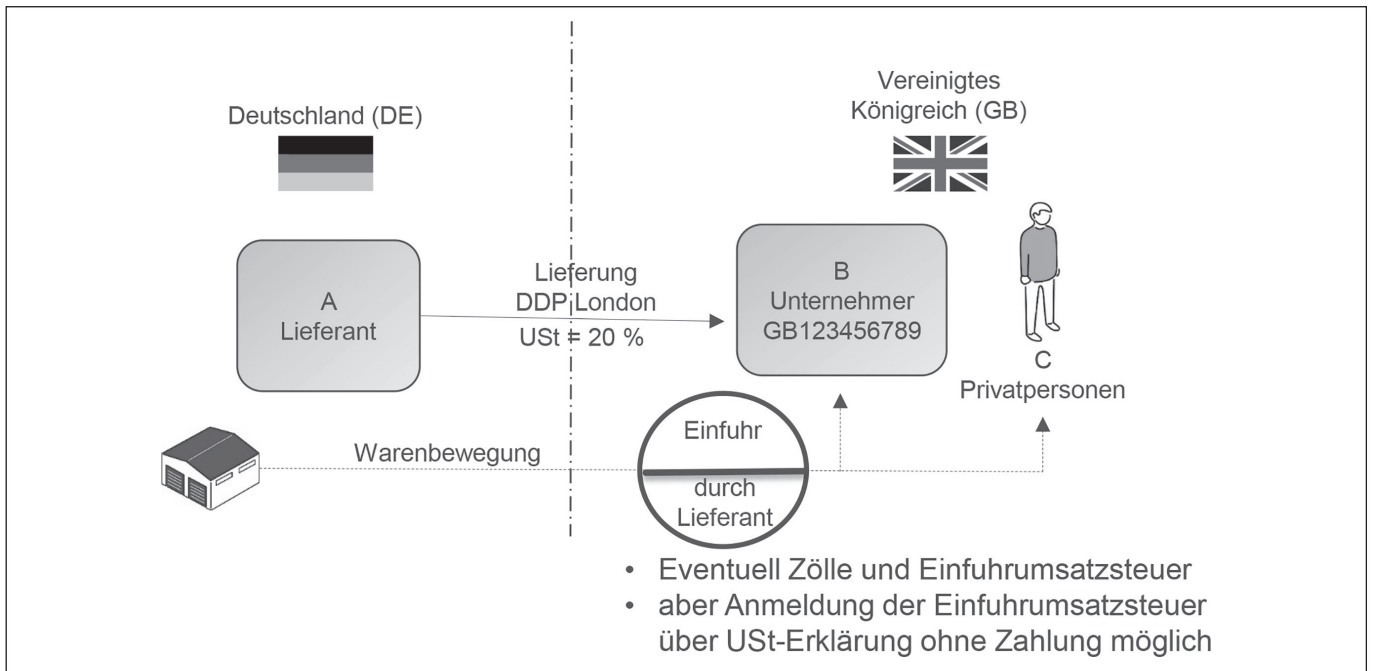 Deutschland (DE)
Vereinigtes
Königreich (GB)
A
Lieferant
Lieferung
DDP London
USt = 20 %
B
Unternehmer
GB123456789
C
Privatpersonen
Warenbewegung
Einfuhr
durch
Lieferant
• Eventuell Zölle und Einfuhrumsatzsteuer
• aber Anmeldung der Einfuhrumsatzsteuer
über USt-Erklärung ohne Zahlung möglich